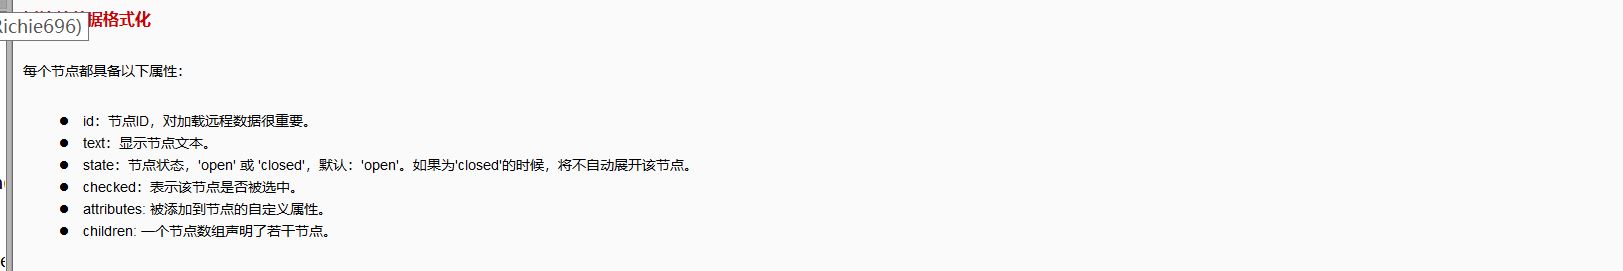 据格式化
Richie696)
每个节点都具备以下属性：
id：节点ID，对加载远程数据很重要。
text：显示节点文本。
state：节点状态，'open' 或 'closed'，默认：'open'。如果为'closed'的时候，将不自动展开该节点。
checked：表示该节点是否被选中。
attributes: 被添加到节点的自定义属性。
children: 一个节点数组声明了若干节点。